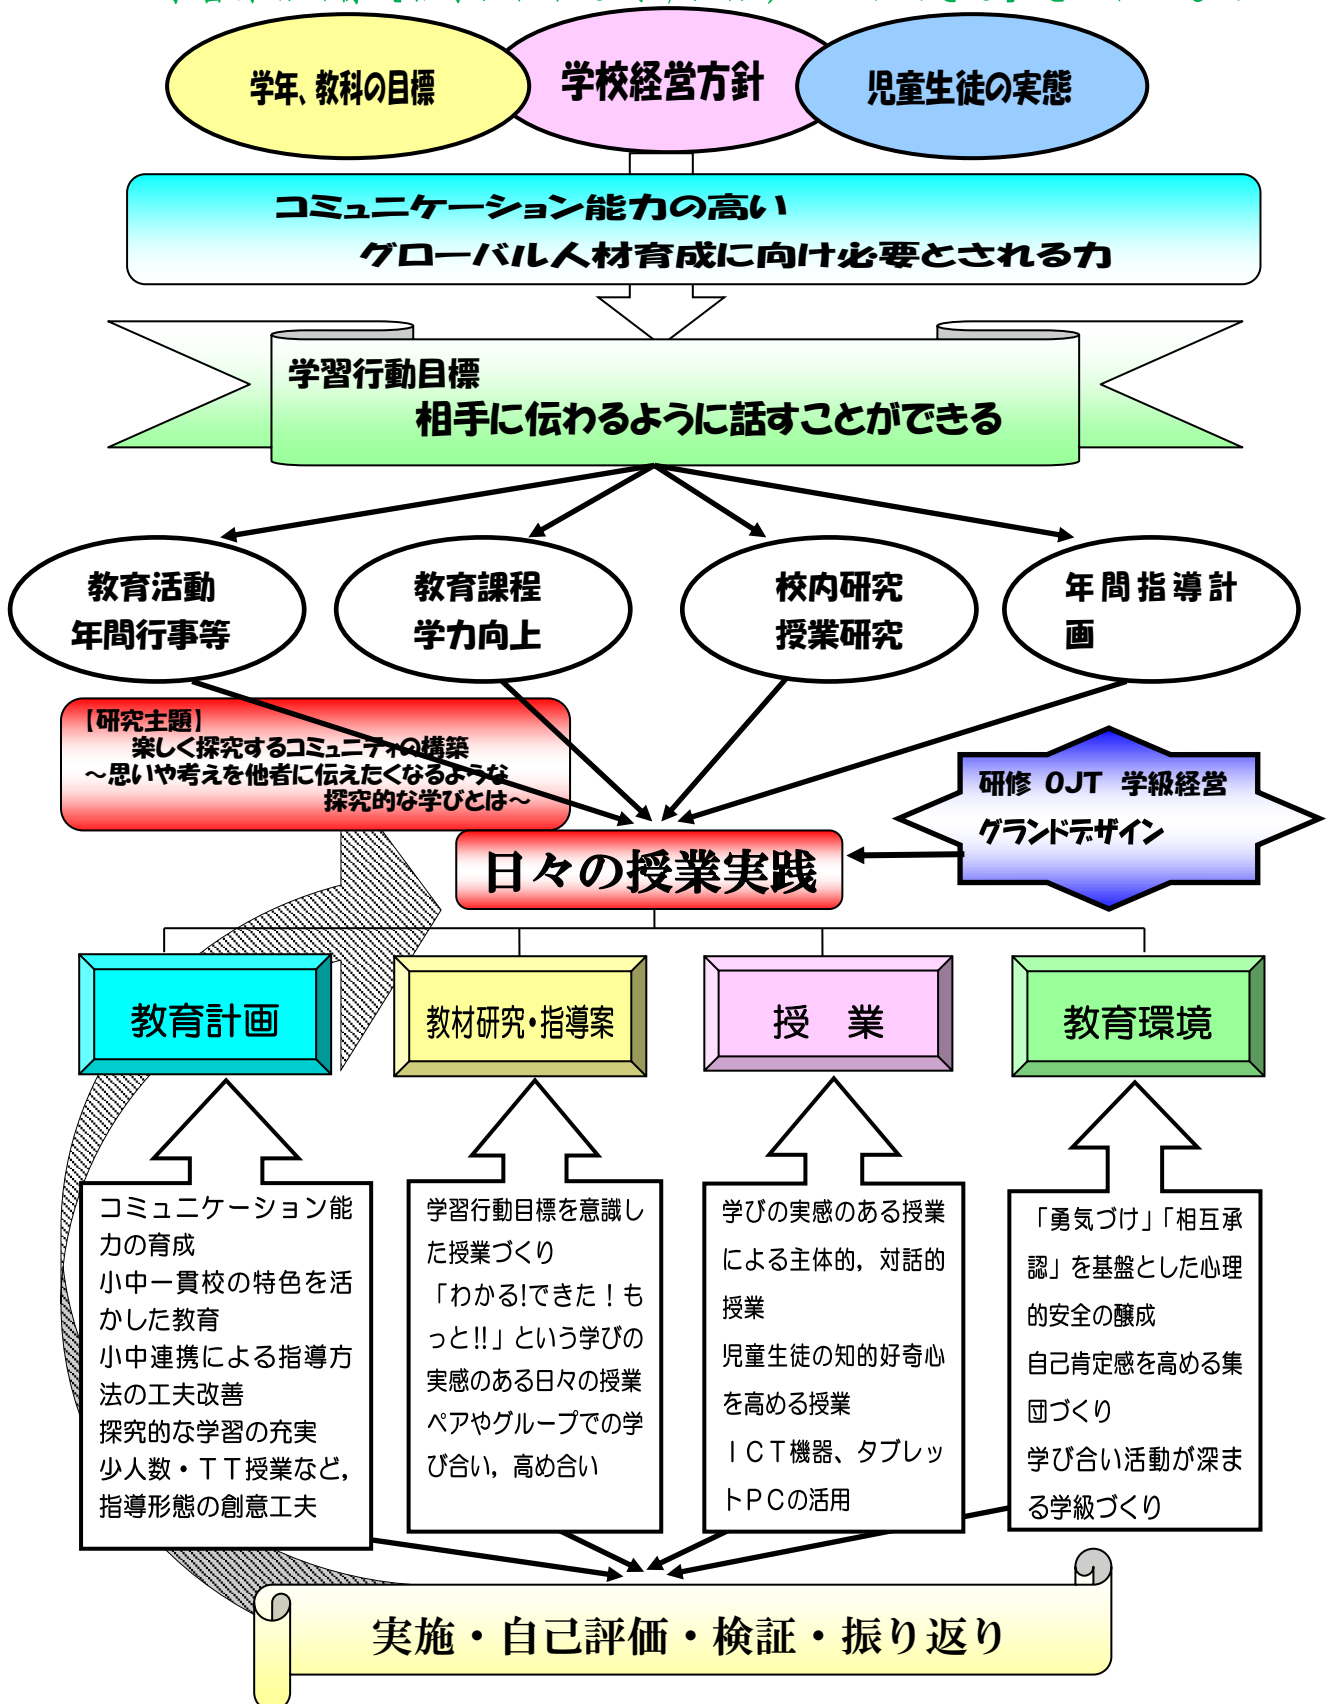 学年、教科の目標
学校経営方針
児童生徒の実態
コミュニケーション能力の高い
グローバル人材育成に向け必要とされる力
学習行動目標
相手に伝わるように話すことができる
教育活動
年間行事等
教育課程
学力向上
校内研究
授業研究
年間指導計
画
【研究主題】
楽しく探究するコミュニティの構築
～思いや考えを他者に伝えたくなるような
探究的な学びとは～
研修 OJT 学級経営
グランドデザイン
日々の授業実践
教育計画
教材研究・指導案
授　業
教育環境
コミュニケーション能
力の育成
小中一貫校の特色を活
かした教育
小中連携による指導方
法の工夫改善
探究的な学習の充実
少人数・ＴＴ授業など，
指導形態の創意工夫
学習行動目標を意識し
た授業づくり
「わかる!できた！も
っと!!」という学びの
実感のある日々の授業
ペアやグループでの学
び合い，高め合い
学びの実感のある授業
による主体的，対話的
授業
児童生徒の知的好奇心
を高める授業
ＩＣＴ機器、タブレッ
トＰＣの活用
「勇気づけ」「相互承
認」を基盤とした心理
的安全の醸成
自己肯定感を高める集
団づくり
学び合い活動が深ま
る学級づくり
実施・自己評価・検証・振り返り